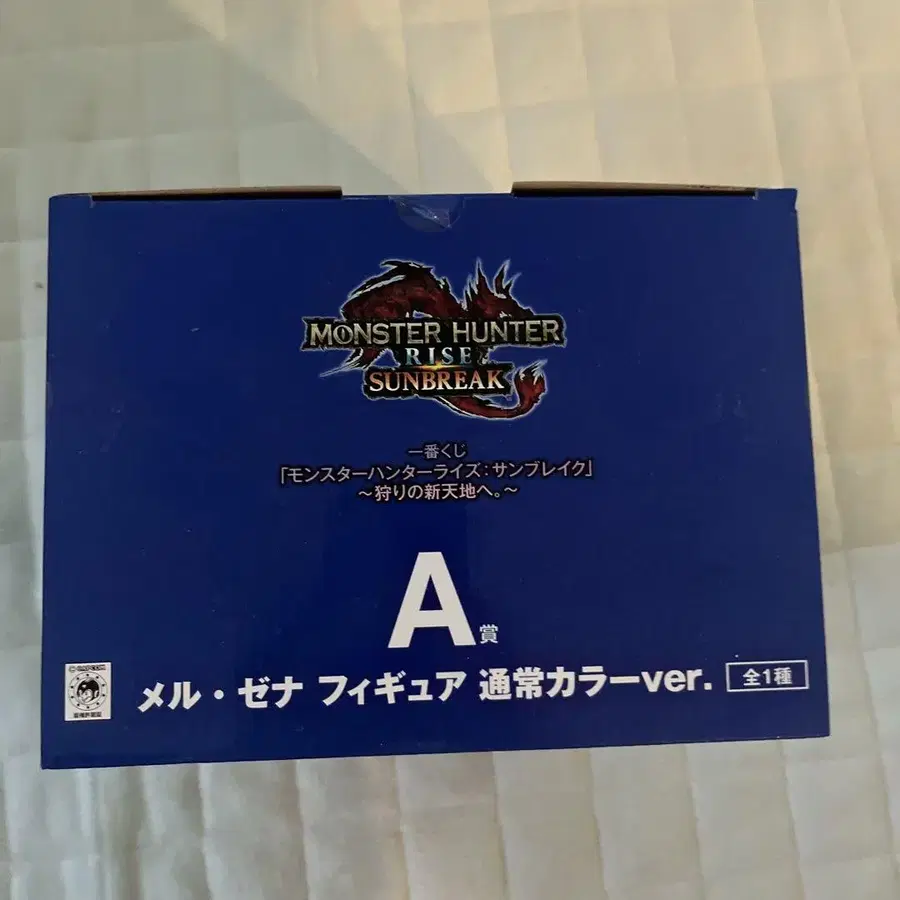 MONSTER HUNTER
RISE
SUNBREAK
一番くじ
「モンスターハンターライズ:サンブレイク」
～狩りの新天地へ。～
A賞
メル・ゼナ フィギュア 通常カラーver. 全1種
©CAPCOM